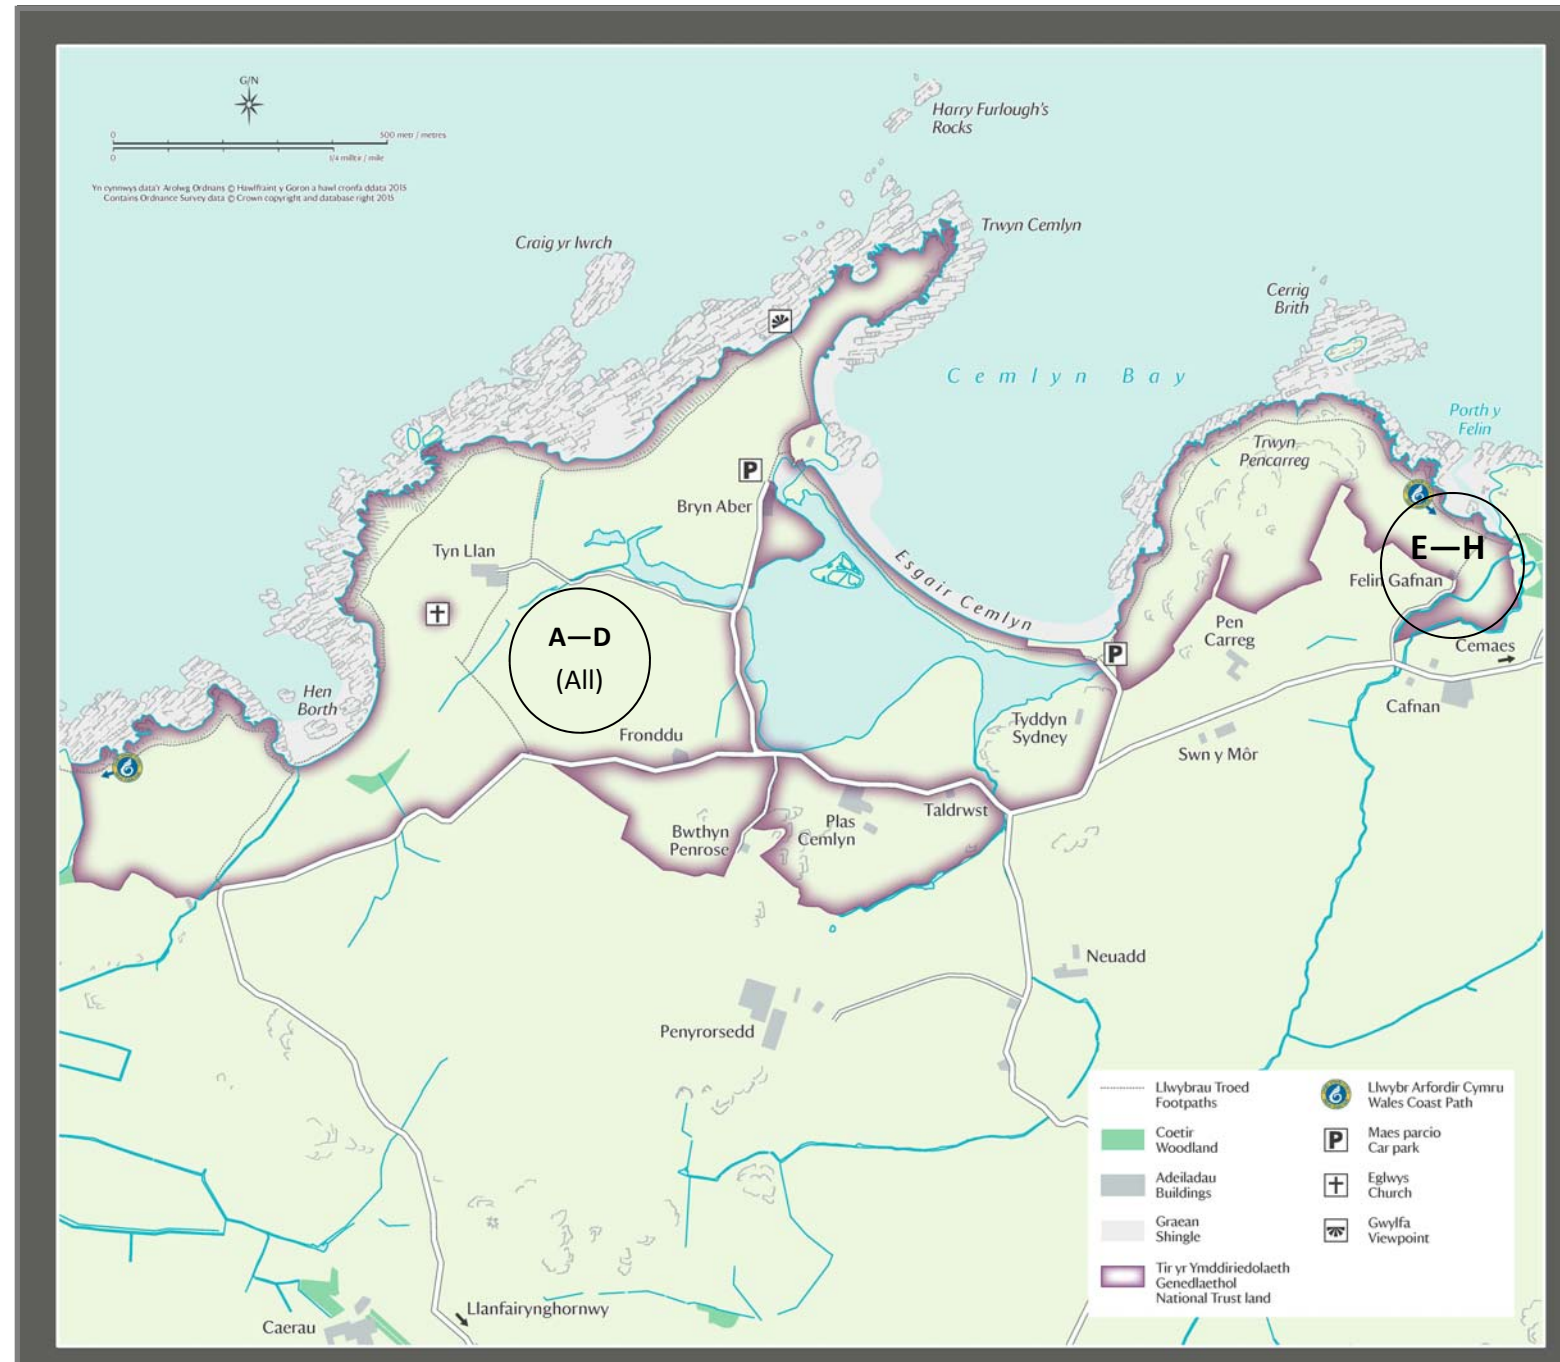 G/N
0
500 metr / metres
0
1/4 milltir / mile
Yn cynnwys data'r Arolwg Ordnans © Hawlfraint y Goron a hawl cronfa ddata 2015
Contains Ordnance Survey data © Crown copyright and database right 2015
Harry Furlough's
Rocks
Trwyn Cemlyn
Craig yr Iwrch
Cerrig
Brith
Cemlyn Bay
Porth y
Felin
Trwyn
Pencarreg
P
Bryn Aber
Tyn Llan
E—H
Felin Gafnan
Esgair Cemlyn
A—D
(All)
Pen
Carreg
P
Cemaes
Hen
Borth
Cafnan
Tyddyn
Sydney
Fronddu
Swn y Môr
Taldrwst
Plas
Cemlyn
Bwthyn
Penrose
Neuadd
Penyrorsedd
Llwybrau Troed
Footpaths
Coetir
Woodland
Adeiladau
Buildings
Graean
Shingle
Tir yr Ymddiriedolaeth
Genedlaethol
National Trust land
Llwybr Arfordir Cymru
Wales Coast Path
P
Maes parcio
Car park
Eglwys
Church
Gwylfa
Viewpoint
Llanfairynghornwy
Caerau